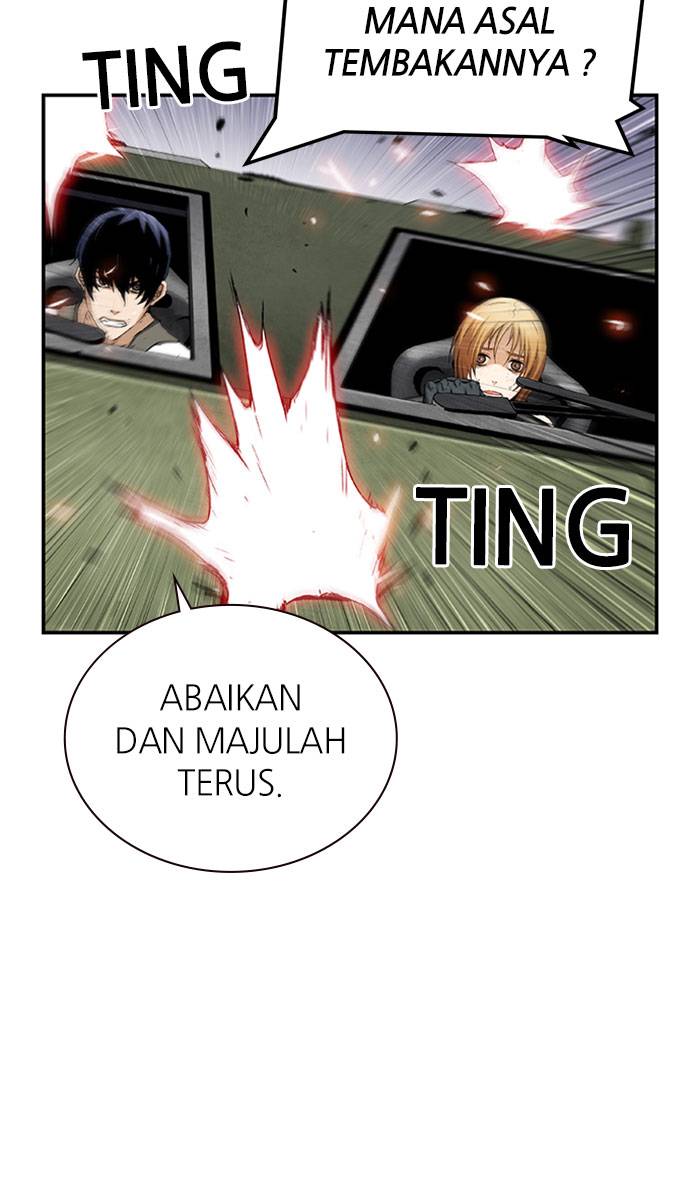 MANA ASAL
TEMBAKANNYA ?
TING
TING
ABAIKAN
DAN MAJULAH
TERUS.